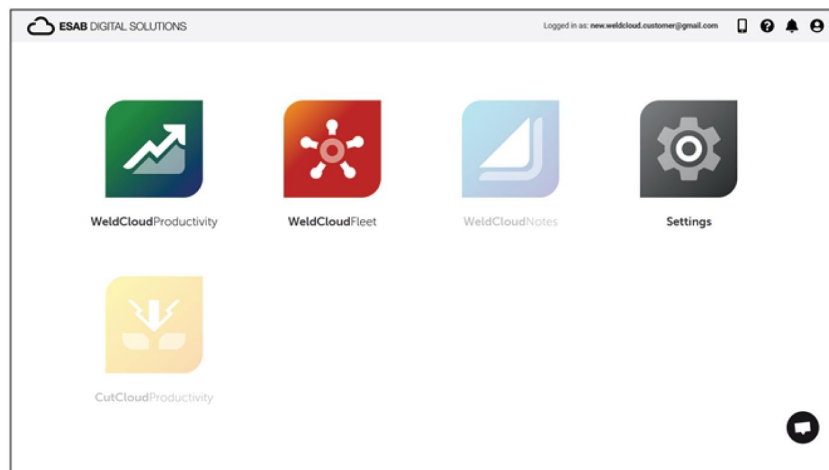 ESAB DIGITAL SOLUTIONS
Logged in as: new.weldcloud.customer@gmail.com
WeldCloudProductivity
WeldCloudFleet
WeldCloudNotes
Settings
CutCloudProductivity